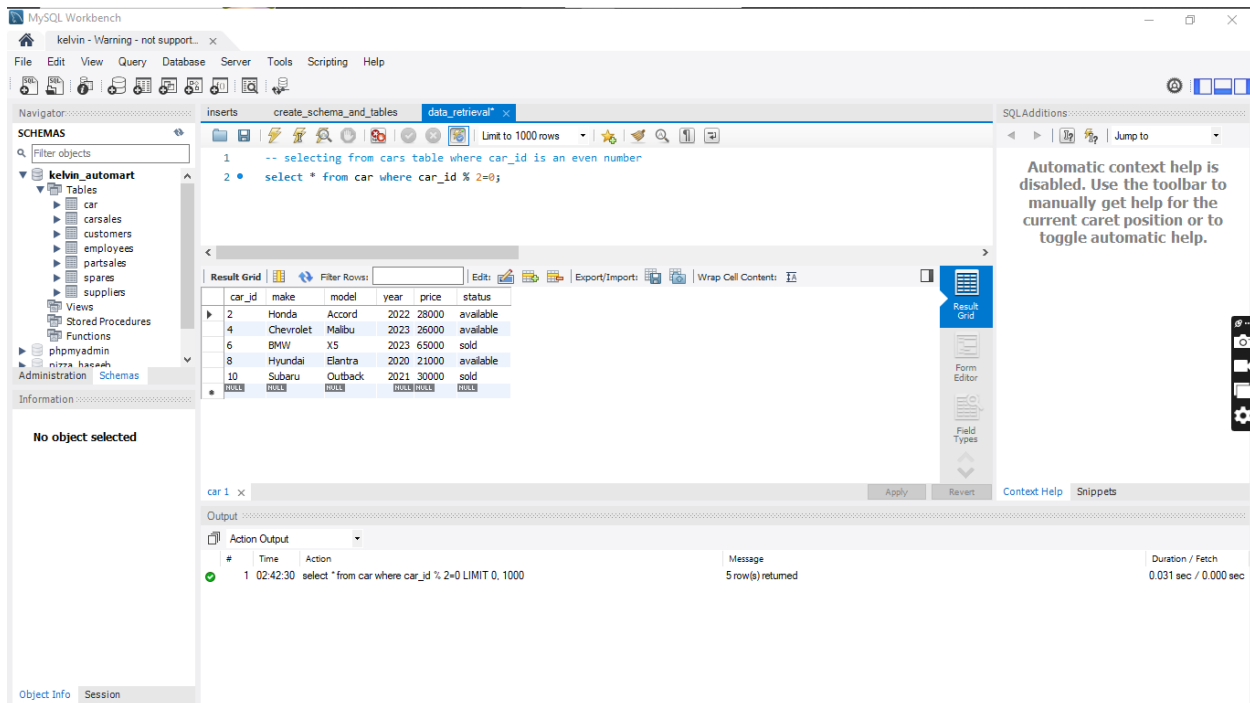 MySQL Workbench
kelvin - Warning - not support... ×
File Edit View Query Database Server Tools Scripting Help
Navigator
SCHEMAS
Filter objects
kelvin_automart
Tables
car
carsales
customers
employees
partsales
spares
suppliers
Views
Stored Procedures
Functions
phpmyadmin
pizza_haseeb
Administration Schemas
Information
No object selected
Object Info Session
inserts create_schema_and_tables data_retrieval* ×
Limit to 1000 rows
1 -- selecting from cars table where car_id is an even number
2 select * from car where car_id % 2=0;
Result Grid Filter Rows: Edit: Export/Import: Wrap Cell Content:
car_id make model year price status
2 Honda Accord 2022 28000 available
4 Chevrolet Malibu 2023 26000 available
6 BMW X5 2023 65000 sold
8 Hyundai Elantra 2020 21000 available
10 Subaru Outback 2021 30000 sold
NULL NULL NULL NULL NULL NULL
Result
Grid
Form
Editor
Field
Types
car 1 × Apply Revert
Output
Action Output
# Time Action Message Duration / Fetch
1 02:42:30 select * from car where car_id % 2=0 LIMIT 0, 1000 5 row(s) returned 0.031 sec / 0.000 sec
SQLAdditions
Jump to
Automatic context help is
disabled. Use the toolbar to
manually get help for the
current caret position or to
toggle automatic help.
Context Help Snippets